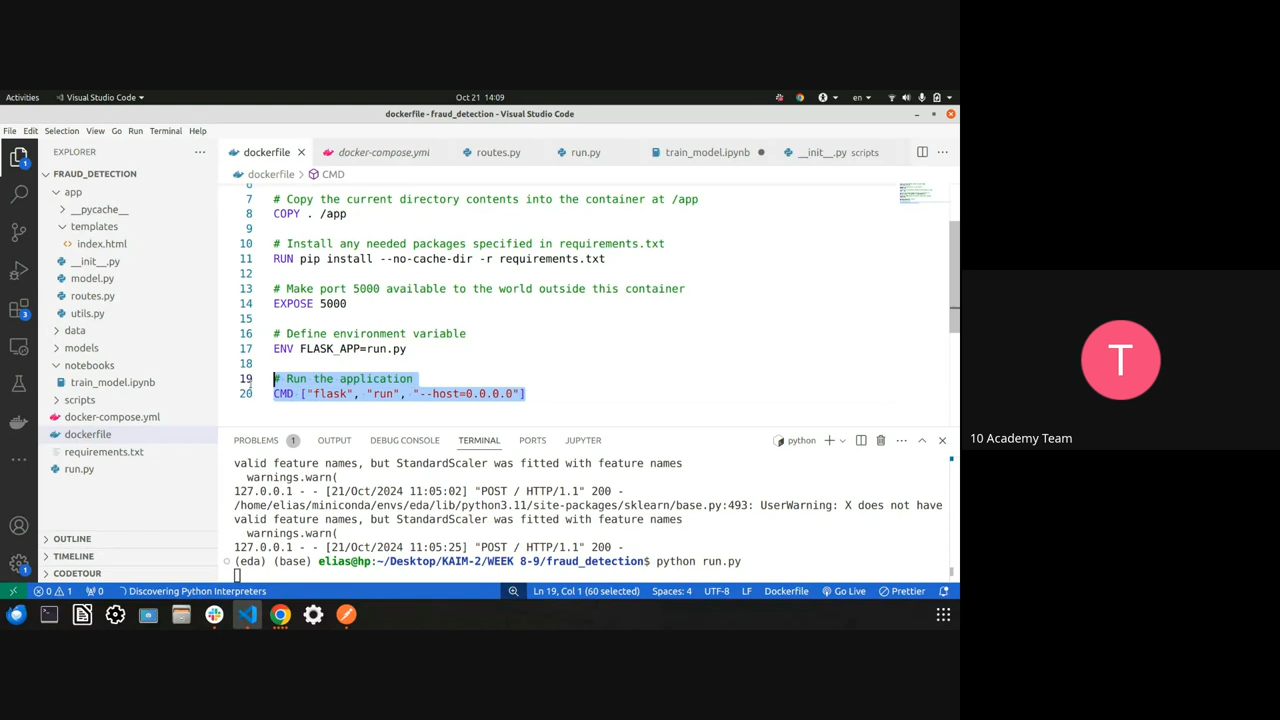 Activities
Visual Studio Code
Oct 21 14:09
en
dockerfile - fraud_detection - Visual Studio Code
File Edit Selection View Go Run Terminal Help
EXPLORER
FRAUD_DETECTION
app
__pycache__
templates
index.html
__init__.py
model.py
routes.py
utils.py
data
models
notebooks
train_model.ipynb
scripts
docker-compose.yml
dockerfile
requirements.txt
run.py
OUTLINE
TIMELINE
CODETOUR
1
3
dockerfile
docker-compose.yml
routes.py
run.py
train_model.ipynb
__init__.py scripts
dockerfile > CMD
6
7 # Copy the current directory contents into the container at /app
8 COPY . /app
9
10 # Install any needed packages specified in requirements.txt
11 RUN pip install --no-cache-dir -r requirements.txt
12
13 # Make port 5000 available to the world outside this container
14 EXPOSE 5000
15
16 # Define environment variable
17 ENV FLASK_APP=run.py
18
19 # Run the application
20 CMD ["flask", "run", "--host=0.0.0.0"]
PROBLEMS 1 OUTPUT DEBUG CONSOLE TERMINAL PORTS JUPYTER
python
valid feature names, but StandardScaler was fitted with feature names
warnings.warn(
127.0.0.1 - - [21/Oct/2024 11:05:02] "POST / HTTP/1.1" 200 -
/home/elias/miniconda/envs/eda/lib/python3.11/site-packages/sklearn/base.py:493: UserWarning: X does not have
valid feature names, but StandardScaler was fitted with feature names
warnings.warn(
127.0.0.1 - - [21/Oct/2024 11:05:25] "POST / HTTP/1.1" 200 -
(eda) (base) elias@hp:~/Desktop/KAIM-2/WEEK 8-9/fraud_detection$ python run.py
0 1 0 Discovering Python Interpreters
Ln 19, Col 1 (60 selected) Spaces: 4 UTF-8 LF Dockerfile Go Live Prettier
T
10 Academy Team